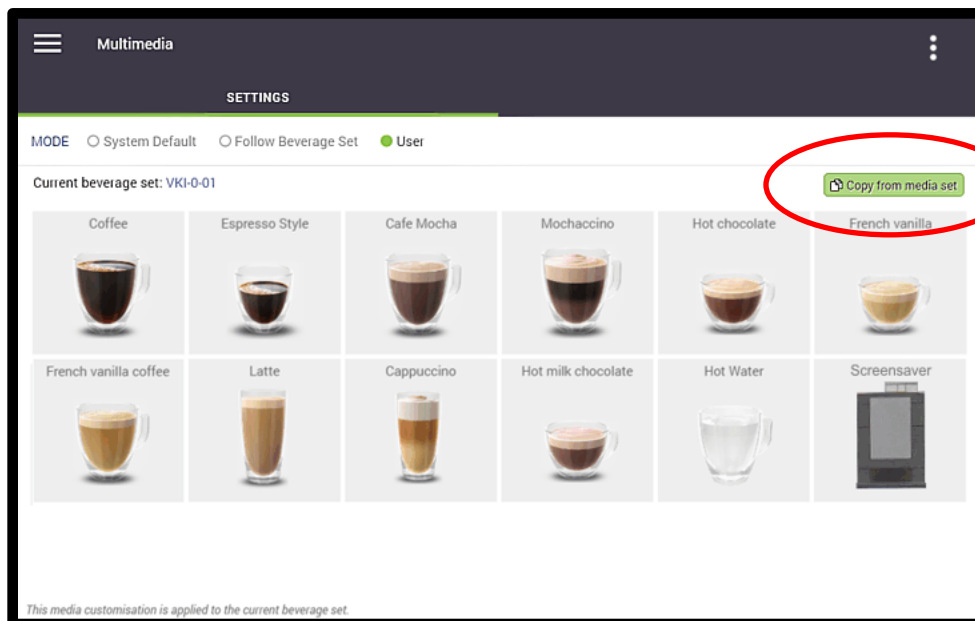 Multimedia
SETTINGS
MODE System Default Follow Beverage Set User
Current beverage set: VKI-0-01 Copy from media set
Coffee Espresso Style Cafe Mocha Mochaccino Hot chocolate French vanilla
French vanilla coffee Latte Cappuccino Hot milk chocolate Hot Water Screensaver
This media customisation is applied to the current beverage set.